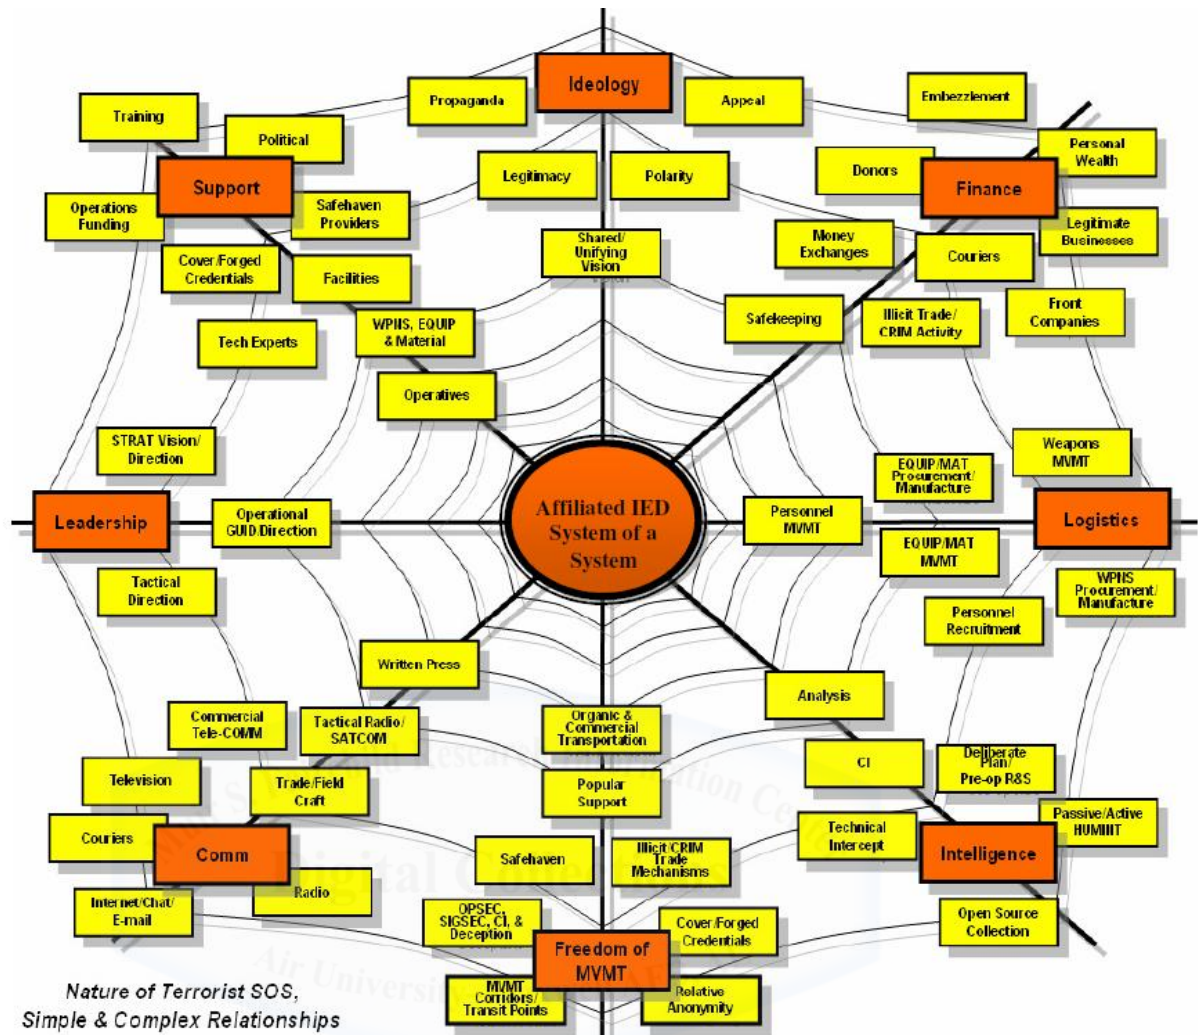 Ideology
Propaganda
Appeal
Embezzlement
Training
Political
Personal
Wealth
Legitimacy
Polarity
Donors
Support
Finance
Operations
Funding
Safehaven
Providers
Shared/
Unifying
Vision
Money
Exchanges
Legitimate
Businesses
Cover/Forged
Credentials
Facilities
Couriers
WPNS, EQUIP
& Material
Safekeeping
Illicit Trade/
CRIM Activity
Front
Companies
Tech Experts
Operatives
STRAT Vision/
Direction
EQUIP/MAT
Procurement/
Manufacture
Weapons
MVMT
Leadership
Operational
GUID.Direction
Affiliated IED
System of a
System
Personnel
MVMT
Logistics
EQUIP/MAT
MVMT
Tactical
Direction
WPNS
Procurement/
Manufacture
Personnel
Recruitment
Written Press
Analysis
Commercial
Tele-COMM
Tactical Radio/
SATCOM
Organic &
Commercial
Transportation
Television
Trade/Field
Craft
Popular
Support
CI
Deliberate
Plan/
Pre-op R&S
Couriers
Comm
Safehaven
Illicit/CRIM
Trade
Mechanisms
Technical
Intercept
Passive/Active
HUMINT
Intelligence
Radio
Internet/Chat/
E-mail
OPSEC,
SIGSEC, CI, &
Deception
Cover/Forged
Credentials
Open Source
Collection
Freedom of
MVMT
MVMT
Corridors/
Transit Points
Relative
Anonymity
Nature of Terrorist SOS,
Simple & Complex Relationships
Digital Collections
Air University